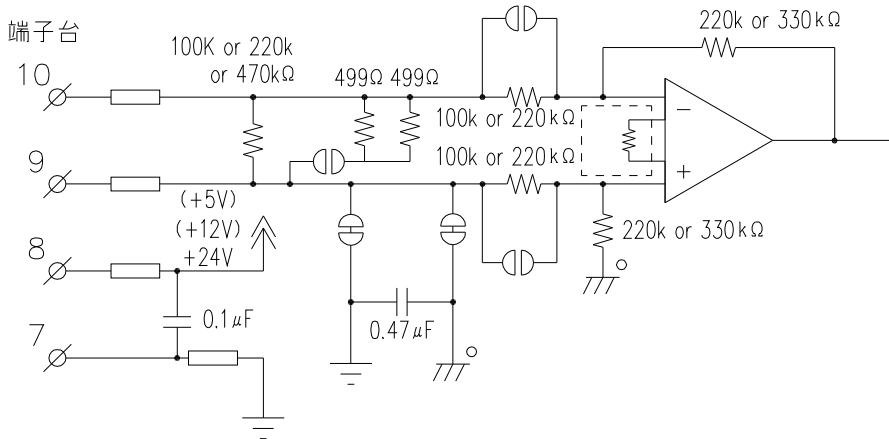 端子台
220k or 330kΩ
100K or 220k
or 470kΩ
499Ω 499Ω
10
100k or 220kΩ
9
100k or 220kΩ
(+5V)
(+12V)
+24V
8
220k or 330kΩ
0.1μF
0.47μF
7